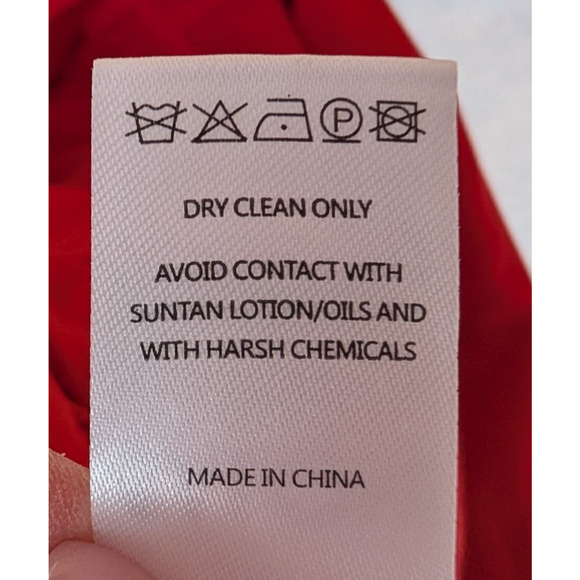 P
DRY CLEAN ONLY
AVOID CONTACT WITH
SUNTAN LOTION/OILS AND
WITH HARSH CHEMICALS
MADE IN CHINA